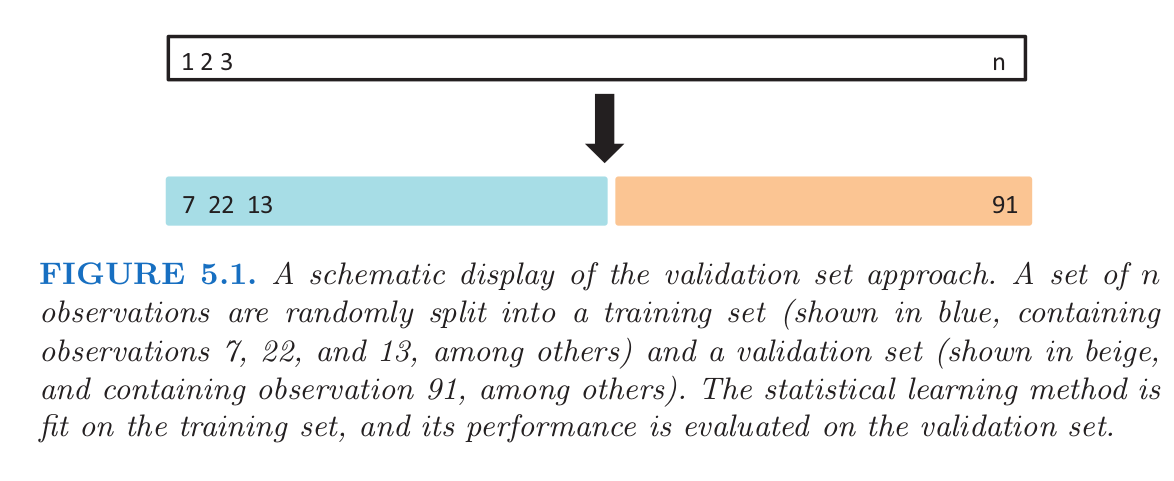 1 2 3 n
7 22 13 91
FIGURE 5.1. A schematic display of the validation set approach. A set of n
observations are randomly split into a training set (shown in blue, containing
observations 7, 22, and 13, among others) and a validation set (shown in beige,
and containing observation 91, among others). The statistical learning method is
fit on the training set, and its performance is evaluated on the validation set.